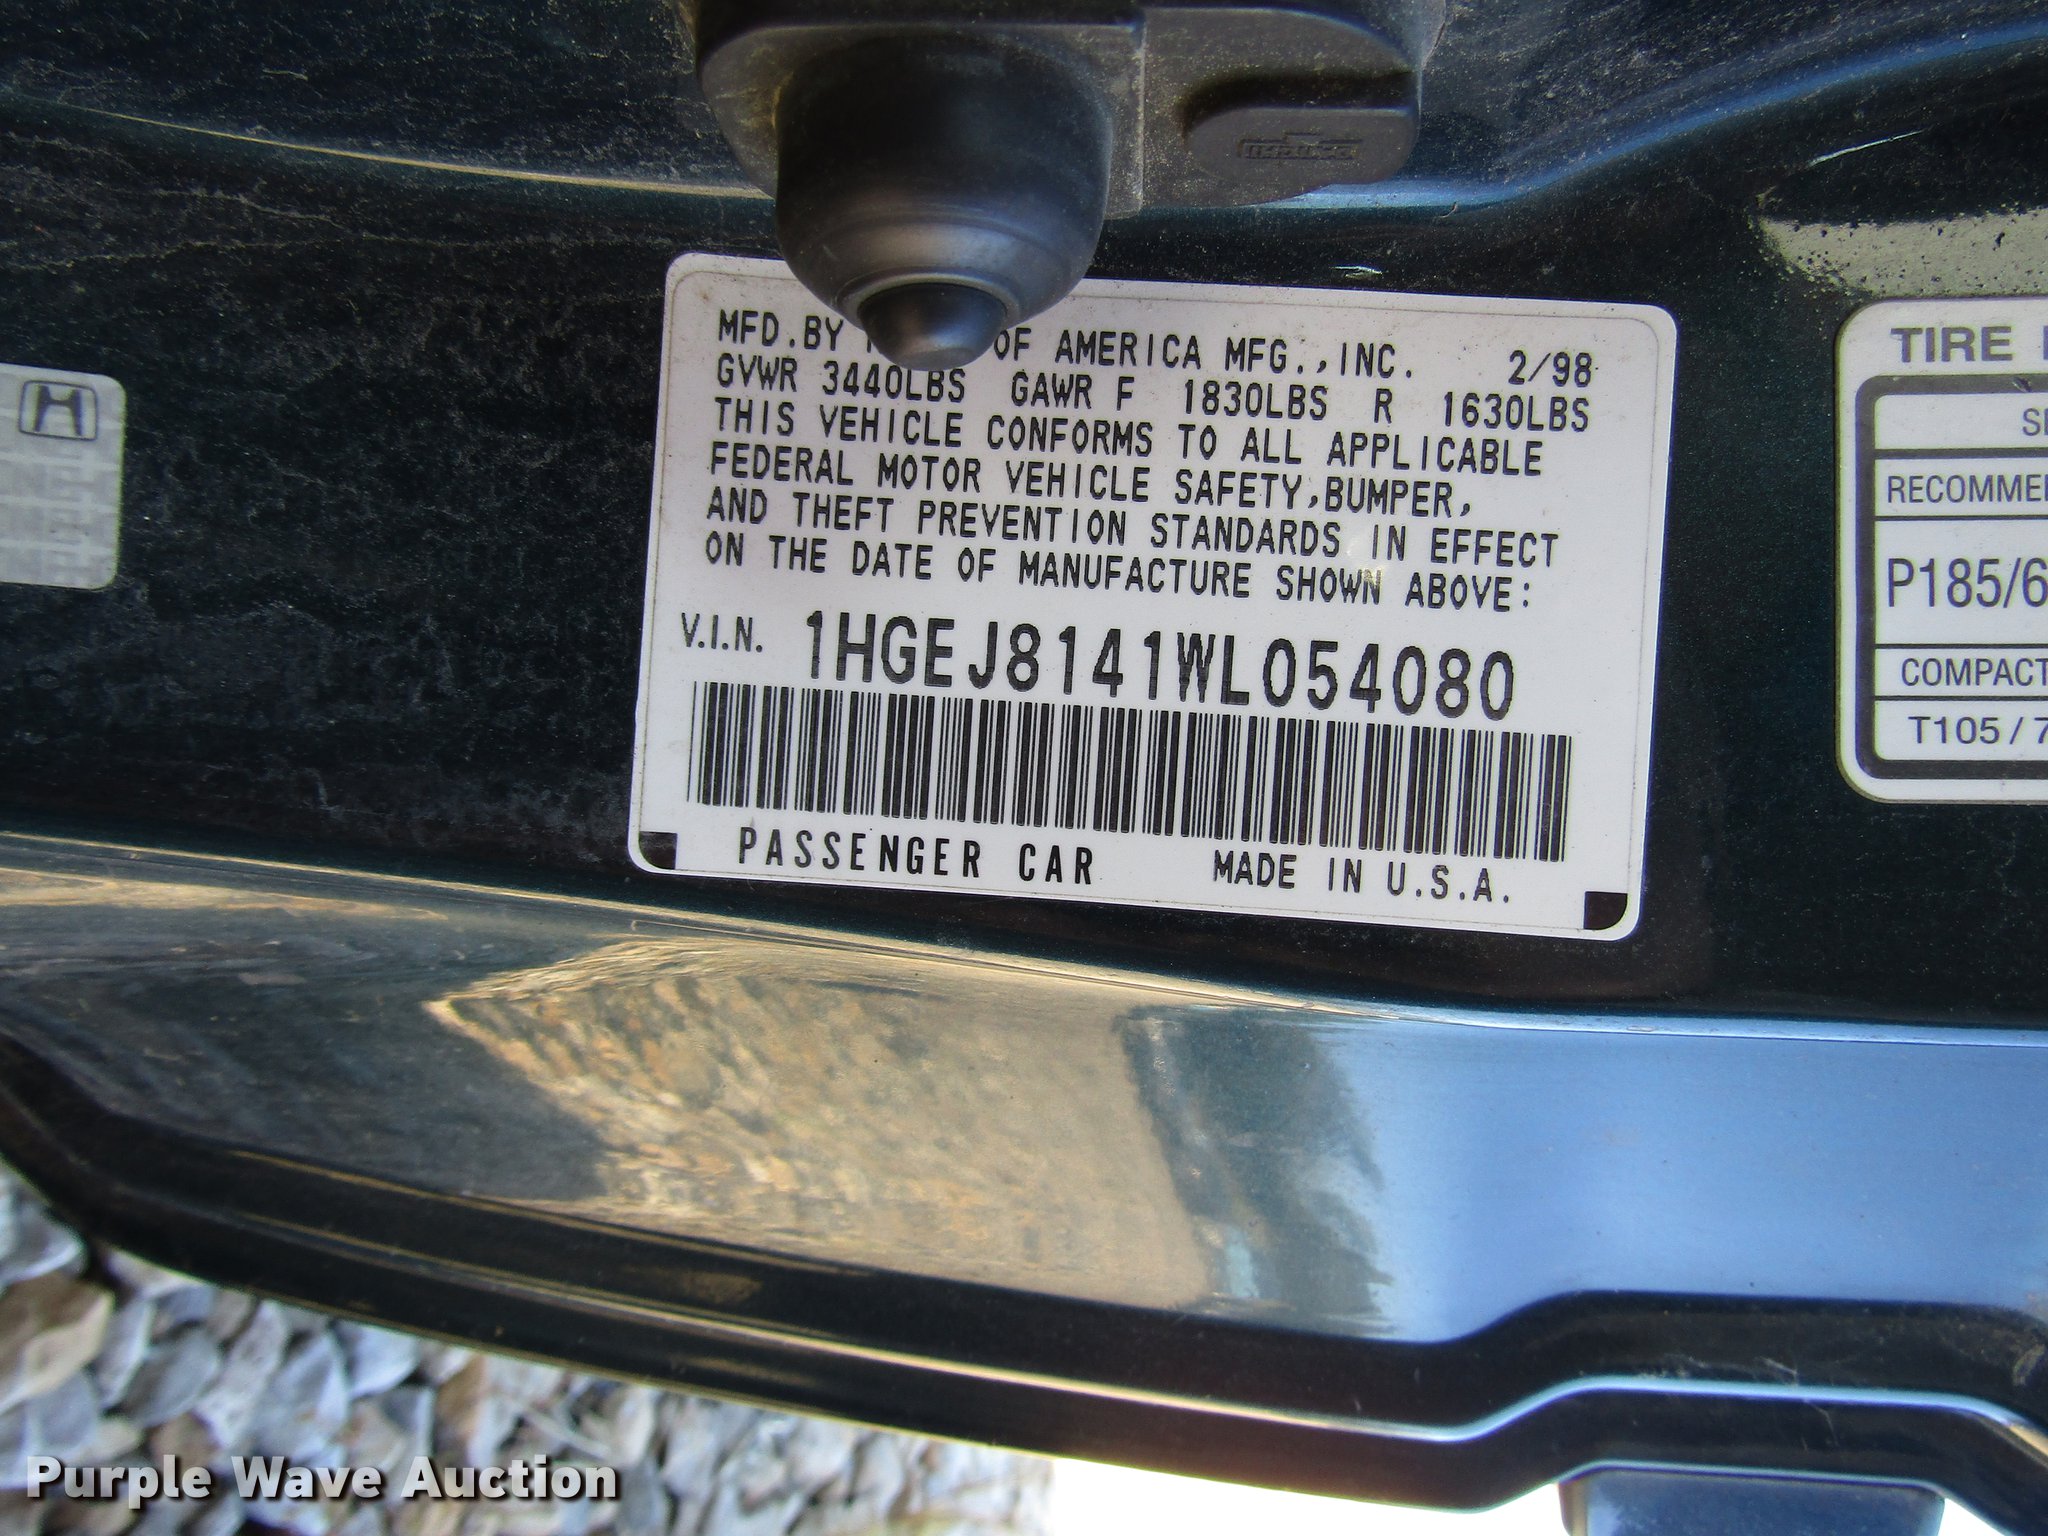 MFD.BY OF AMERICA MFG.,INC. 2/98
GVWR 3440LBS GAWR F 1830LBS R 1630LBS
THIS VEHICLE CONFORMS TO ALL APPLICABLE
FEDERAL MOTOR VEHICLE SAFETY,BUMPER,
AND THEFT PREVENTION STANDARDS IN EFFECT
ON THE DATE OF MANUFACTURE SHOWN ABOVE:
V.I.N. 1HGEJ8141WL054080
PASSENGER CAR MADE IN U.S.A.
TIRE
RECOMME
P185/6
COMPACT
T105/7
Purple Wave Auction